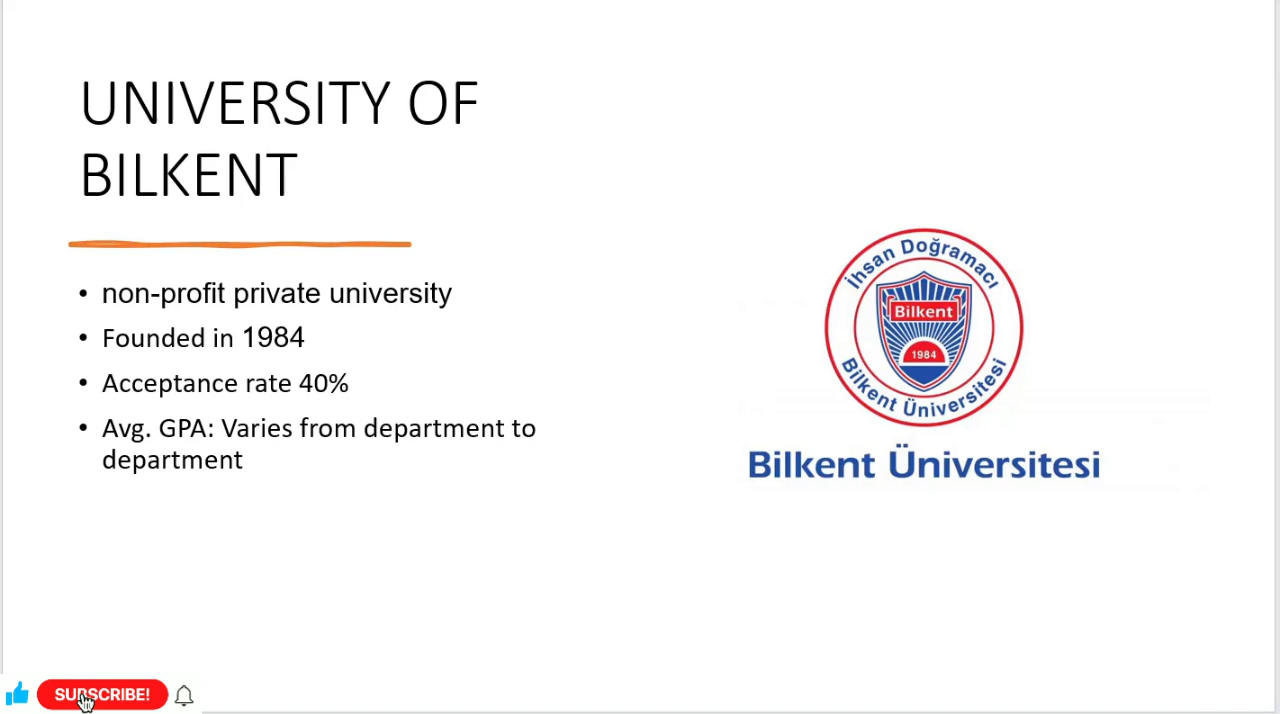 UNIVERSITY OF
BILKENT
• non-profit private university
• Founded in 1984
• Acceptance rate 40%
• Avg. GPA: Varies from department to
department
İhsan Doğramacı
Bilkent
1984
Bilkent Üniversitesi
Bilkent Üniversitesi
SUBSCRIBE!